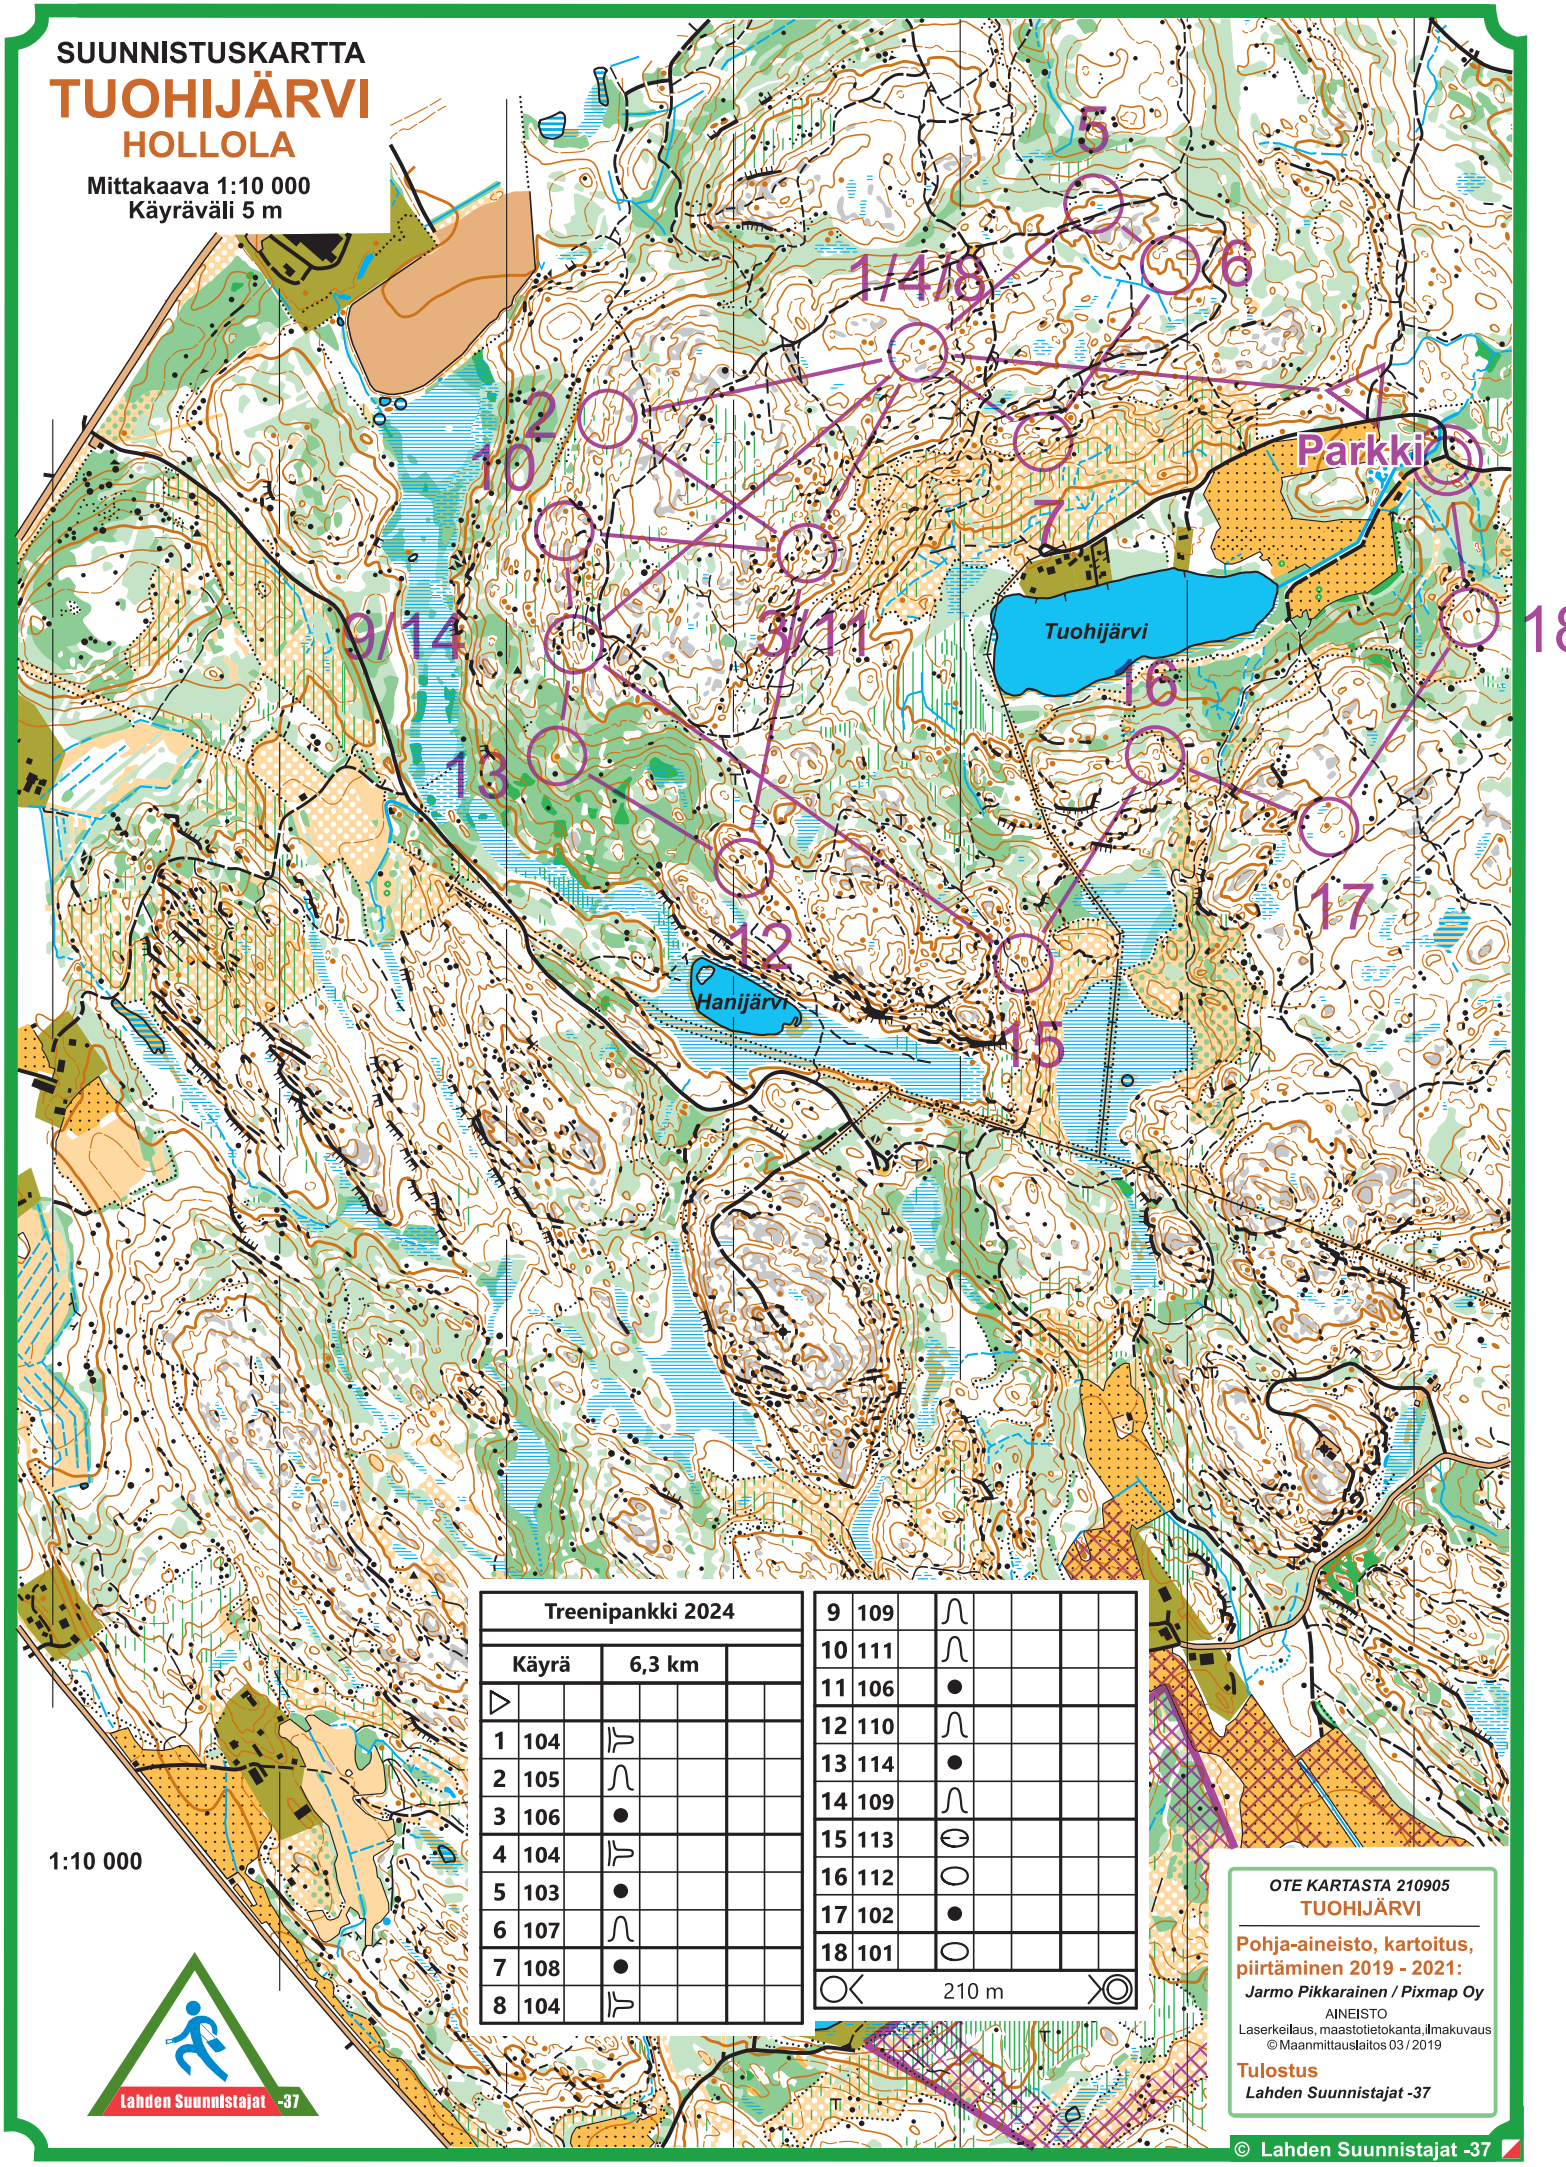 SUUNNISTUSKARTTA
TUOHIJÄRVI
HOLLOLA
Mittakaava 1:10 000
Käyräväli 5 m
5
6
1/4/8
2
10
Parkki
7
9/14
3/11
Tuohijärvi
16
18
13
17
12
Hanijärvi
15
Treenipankki 2024
Käyrä 6,3 km
1 104
2 105
3 106
4 104
5 103
6 107
7 108
8 104
9 109
10 111
11 106
12 110
13 114
14 109
15 113
16 112
17 102
18 101
210 m
1:10 000
Lahden Suunnistajat -37
OTE KARTASTA 210905
TUOHIJÄRVI
Pohja-aineisto, kartoitus,
piirtäminen 2019 - 2021:
Jarmo Pikkarainen / Pixmap Oy
AINEISTO
Laserkeilaus, maastotietokanta,ilmakuvaus
© Maanmittauslaitos 03 / 2019
Tulostus
Lahden Suunnistajat -37
© Lahden Suunnistajat -37